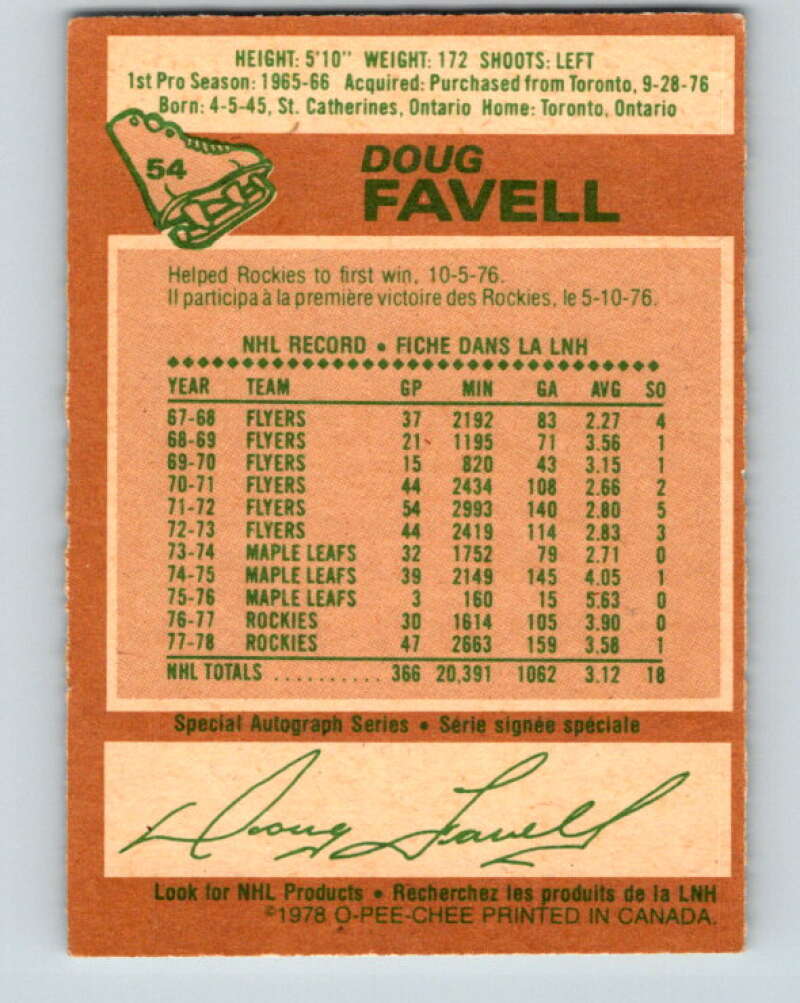 HEIGHT: 5'10" WEIGHT: 172 SHOOTS: LEFT
1st Pro Season: 1965-66 Acquired: Purchased from Toronto, 9-28-76
Born: 4-5-45, St. Catherines, Ontario Home: Toronto, Ontario
54
DOUG
FAVELL
Helped Rockies to first win, 10-5-76.
Il participa à la première victoire des Rockies, le 5-10-76.
NHL RECORD • FICHE DANS LA LNH
YEAR TEAM GP MIN GA AVG SO
67-68 FLYERS 37 2192 83 2.27 4
68-69 FLYERS 21 1195 71 3.56 1
69-70 FLYERS 15 820 43 3.15 1
70-71 FLYERS 44 2434 108 2.66 2
71-72 FLYERS 54 2993 140 2.80 5
72-73 FLYERS 44 2419 114 2.83 3
73-74 MAPLE LEAFS 32 1752 79 2.71 0
74-75 MAPLE LEAFS 39 2149 145 4.05 1
75-76 MAPLE LEAFS 3 160 15 5.63 0
76-77 ROCKIES 30 1614 105 3.90 0
77-78 ROCKIES 47 2663 159 3.58 1
NHL TOTALS .......... 366 20,391 1062 3.12 18
Special Autograph Series • Série signée spéciale
Doug Favell
Look for NHL Products • Recherchez les produits de la LNH
©1978 O-PEE-CHEE PRINTED IN CANADA.